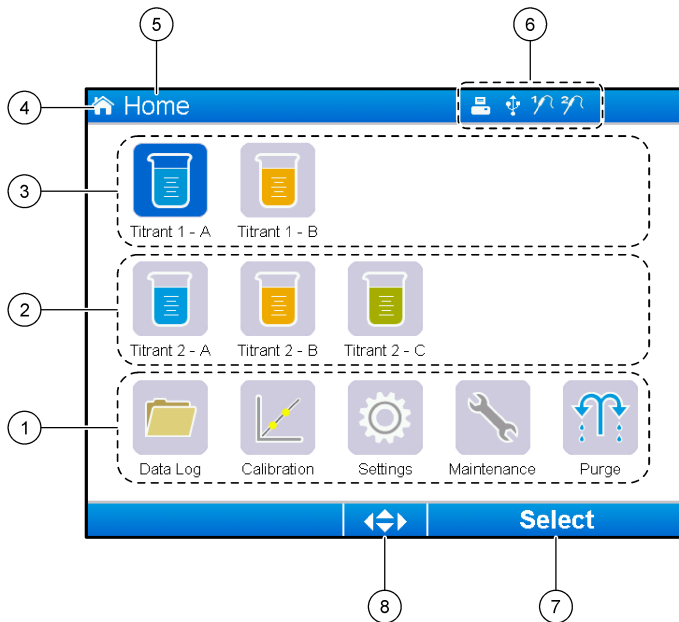 5
6
4
Home
1 2
3
Titrant 1 - A Titrant 1 - B
2
Titrant 2 - A Titrant 2 - B Titrant 2 - C
1
Data Log Calibration Settings Maintenance Purge
Select
8
7